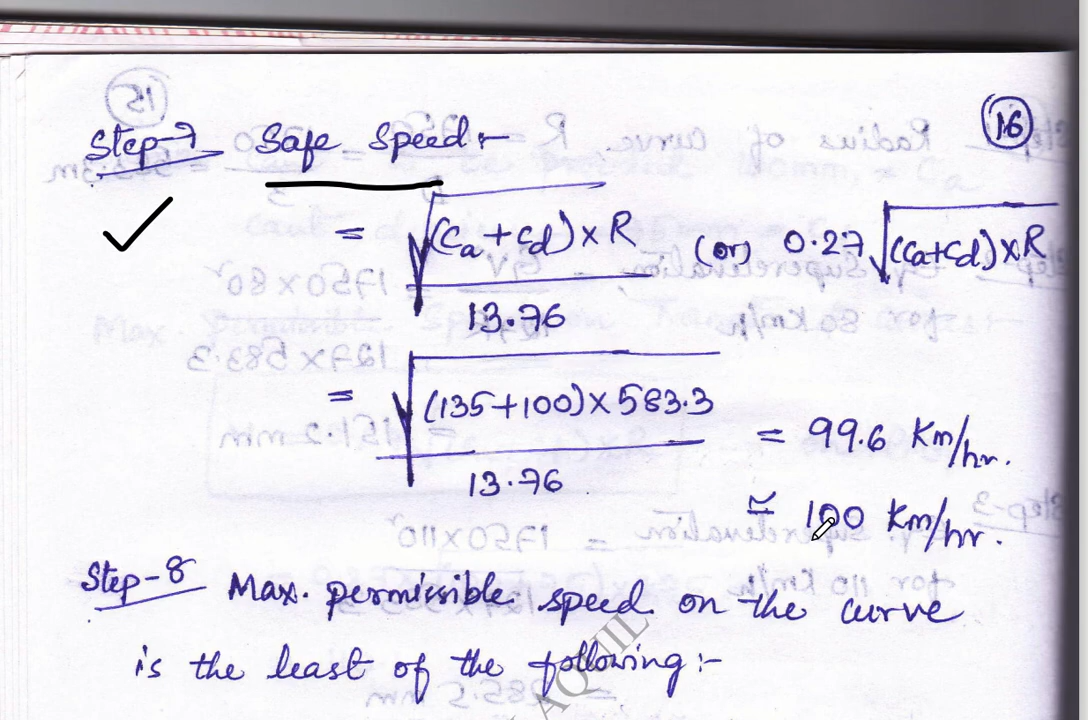 16
Step-7 Safe Speed:-
= √(Ca+Cd)×R / 13.76 (or) 0.27√(Ca+Cd)×R
= √(135+100)×583.3 / 13.76 = 99.6 Km/hr.
≅ 100 Km/hr.
Step-8 Max. permissible speed on the curve
is the least of the following:-
AQUIL